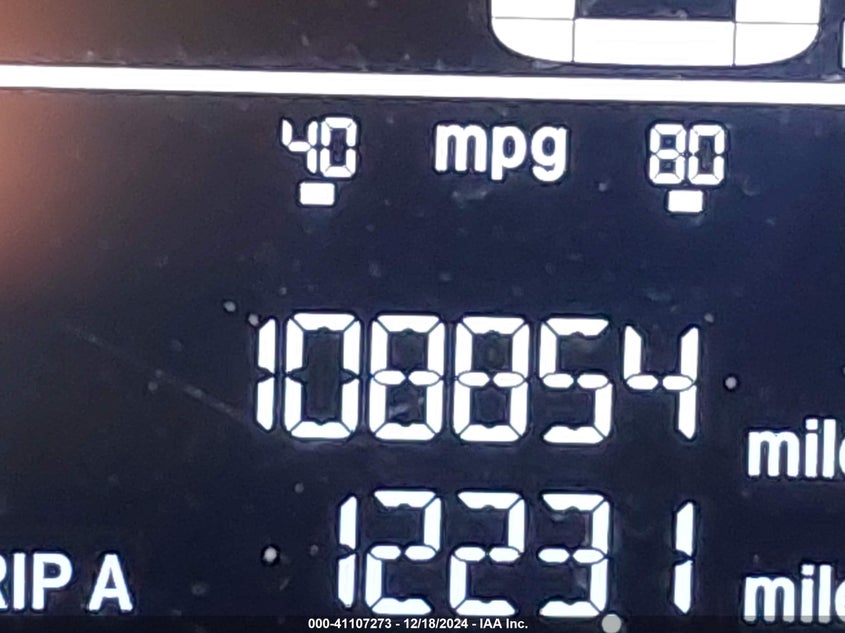 40 mpg 80
108854 mile
RIP A 1223.1 mile
000-41107273 - 12/18/2024 - IAA Inc.